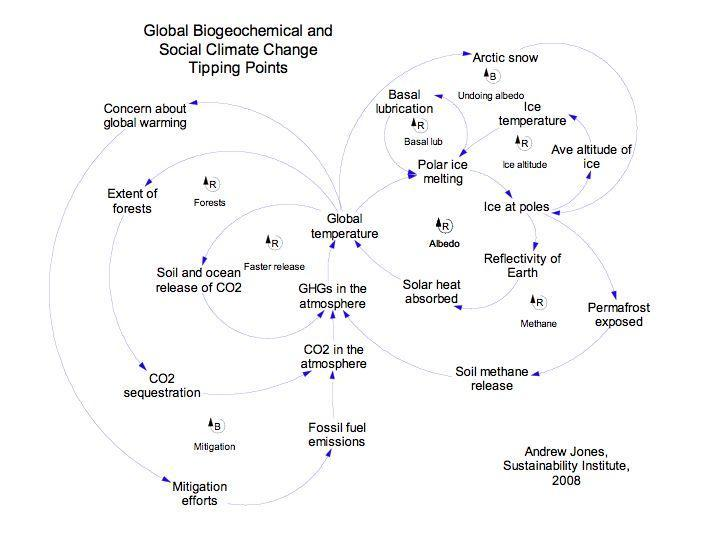 Global Biogeochemical and
Social Climate Change
Tipping Points
Arctic snow
B
Undoing albedo
Basal
lubrication
R
Basal lub
Ice
temperature
R
Ice altitude
Ave altitude of
ice
Concern about
global warming
Polar ice
melting
Extent of
forests
R
Forests
Ice at poles
Global
temperature
R
Albedo
R
Faster release
Soil and ocean
release of CO2
Reflectivity of
Earth
GHGs in the
atmosphere
Solar heat
absorbed
R
Methane
Permafrost
exposed
CO2 in the
atmosphere
CO2
sequestration
Soil methane
release
B
Mitigation
Fossil fuel
emissions
Mitigation
efforts
Andrew Jones,
Sustainability Institute,
2008